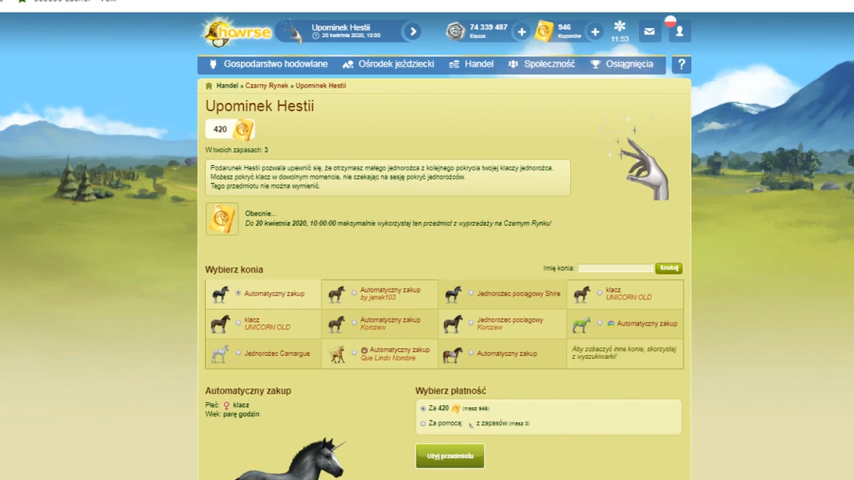 howrse
Upominek Hestii
20 kwietnia 2020, 10:00
74 339 487
Equus
946
Kuponów
11:53
Gospodarstwo hodowlane
Ośrodek jeździecki
Handel
Społeczność
Osiągnięcia
?
Handel » Czarny Rynek » Upominek Hestii
Upominek Hestii
420
W twoich zapasach: 3
Podarunek Hestii pozwala upewnić się, że otrzymasz małego jednorożca z kolejnego pokrycia twojej klaczy jednorożca.
Możesz pokryć klacz w dowolnym momencie, nie czekając na sesję pokryć jednorożców.
Tego przedmiotu nie można wymienić.
Obecnie...
Do 20 kwietnia 2020, 10:00:00 maksymalnie wykorzystaj ten przedmiot z wyprzedaży na Czarnym Rynku!
Wybierz konia
Imię konia:
Szukaj
Automatyczny zakup
Automatyczny zakup
by janek103
Jednorożec pociągowy Shire
klacz
UNICORN OLD
klacz
UNICORN OLD
Automatyczny zakup
Korczew
Jednorożec pociągowy
Korczew
Automatyczny zakup
Jednorożec Camargue
Automatyczny zakup
Que Lindo Nombre
Automatyczny zakup
Aby zobaczyć inne konie, skorzystaj
z wyszukiwarki!
Automatyczny zakup
Płeć: klacz
Wiek: parę godzin
Wybierz płatność
Za 420 (masz 946)
Za pomocą: z zapasów (masz 3)
Użyj przedmiotu